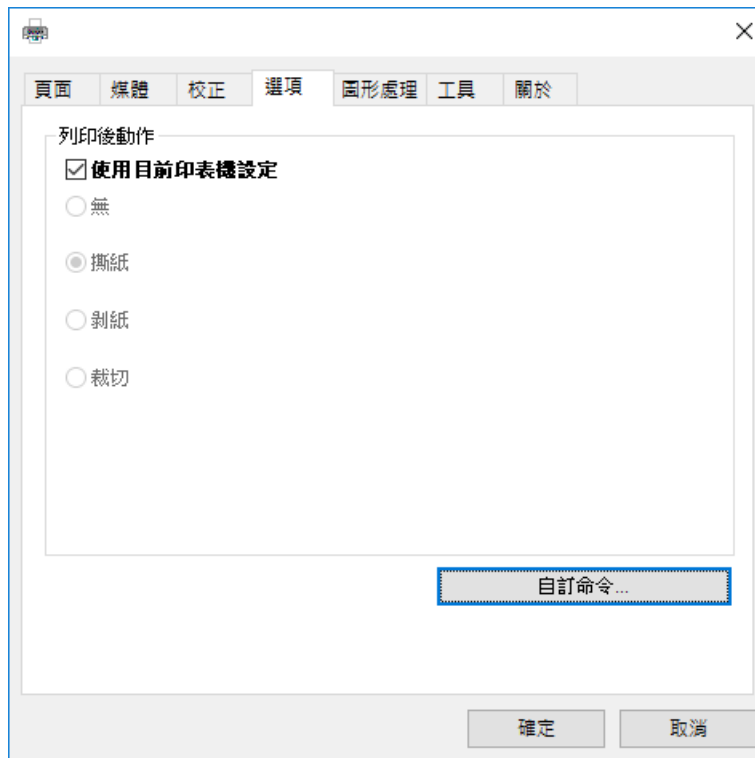 頁面 媒體 校正 選項 圖形處理 工具 關於
列印後動作
使用目前印表機設定
無
撕紙
剝紙
裁切
自訂命令...
確定 取消